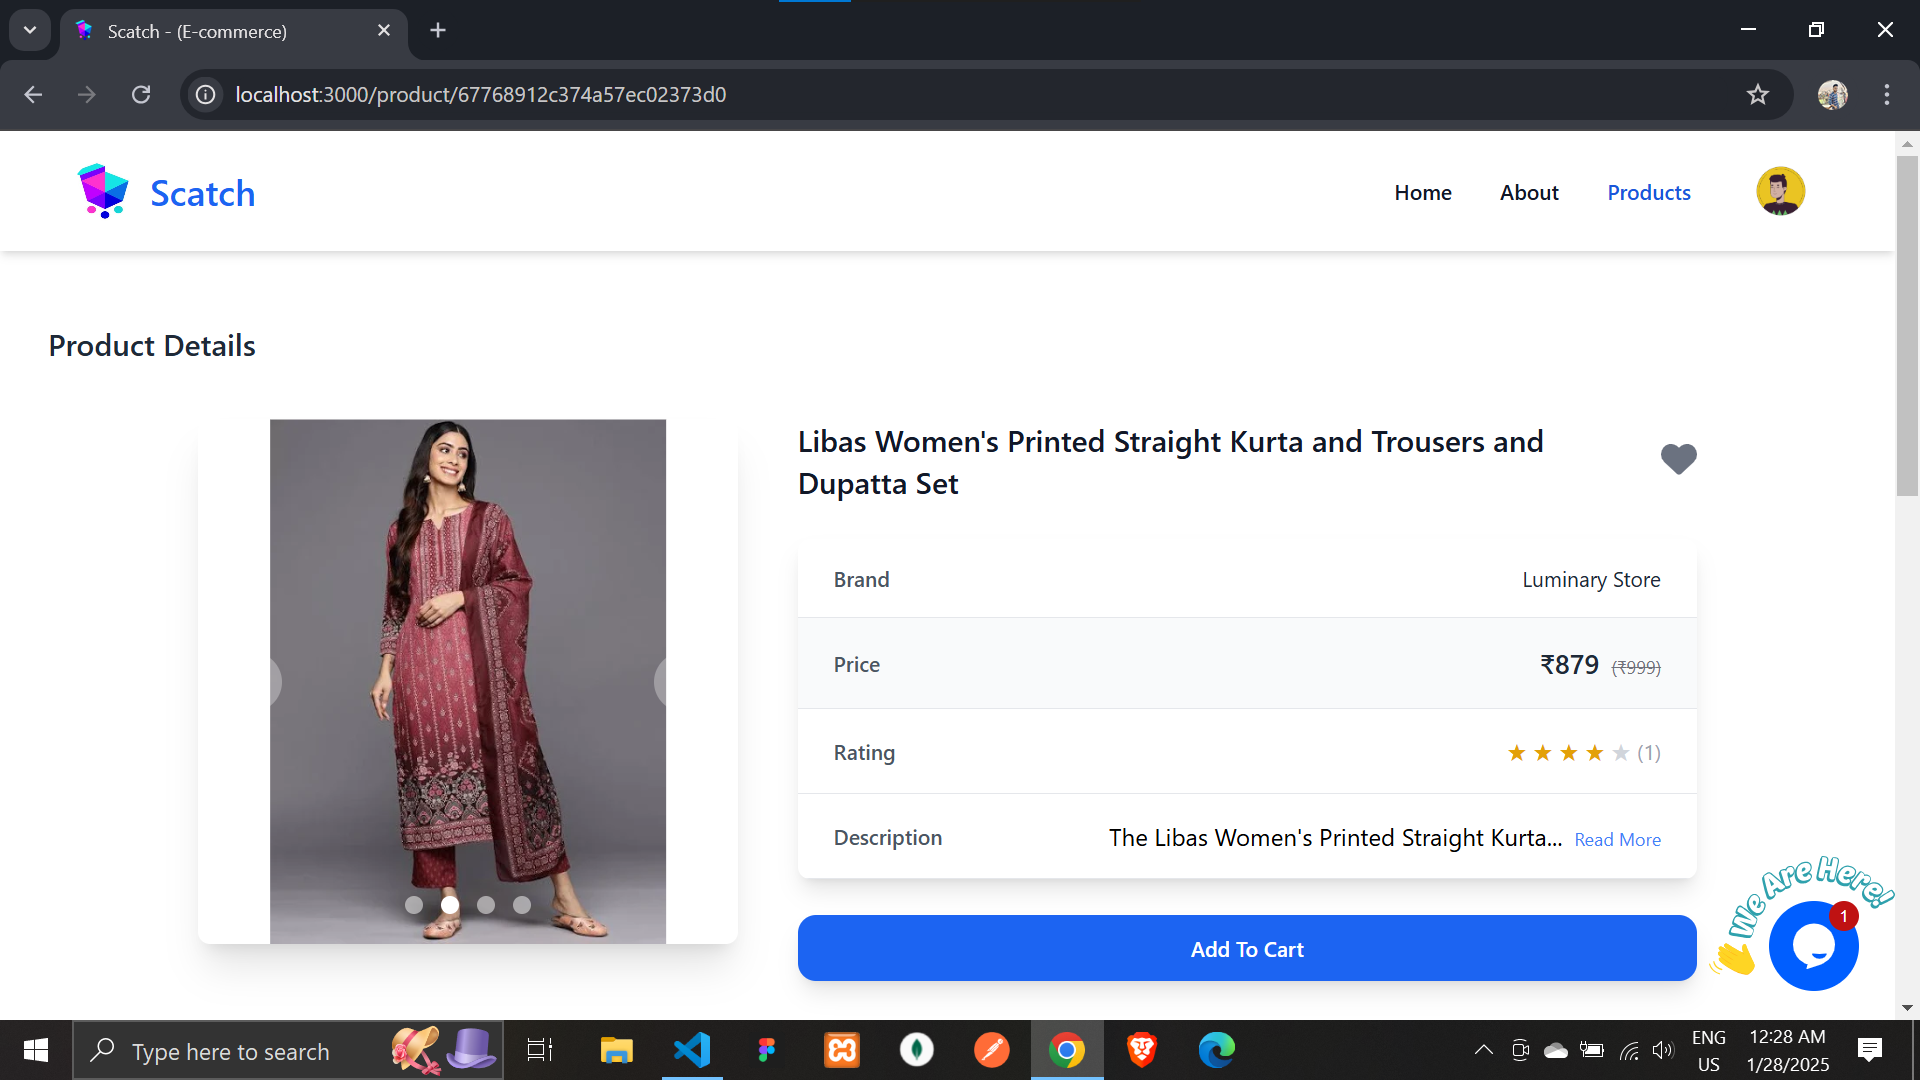 Scatch - (E-commerce)
localhost:3000/product/67768912c374a57ec02373d0
Scatch
Home
About
Products
Product Details
Libas Women's Printed Straight Kurta and Trousers and
Dupatta Set
Brand
Luminary Store
Price
₹879 (₹999)
Rating
★ ★ ★ ★ ★ (1)
Description
The Libas Women's Printed Straight Kurta... Read More
Add To Cart
We Are Here!
1
Type here to search
ENG
US
12:28 AM
1/28/2025